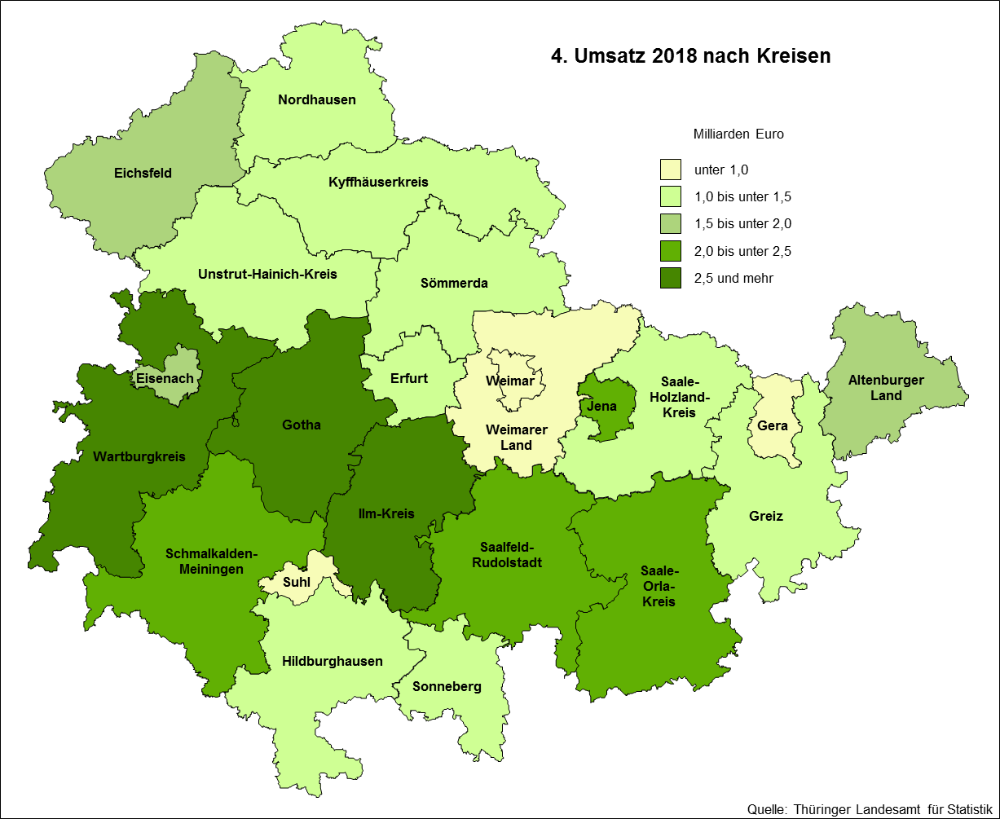 4. Umsatz 2018 nach Kreisen
Milliarden Euro
unter 1,0
1,0 bis unter 1,5
1,5 bis unter 2,0
2,0 bis unter 2,5
2,5 und mehr
Nordhausen
Eichsfeld
Kyffhäuserkreis
Unstrut-Hainich-Kreis
Sömmerda
Eisenach
Erfurt
Weimar
Saale-
Holzland-
Kreis
Altenburger
Land
Jena
Gotha
Gera
Weimarer
Land
Wartburgkreis
Ilm-Kreis
Greiz
Schmalkalden-
Meiningen
Saalfeld-
Rudolstadt
Suhl
Saale-
Orla-
Kreis
Hildburghausen
Sonneberg
Quelle: Thüringer Landesamt für Statistik